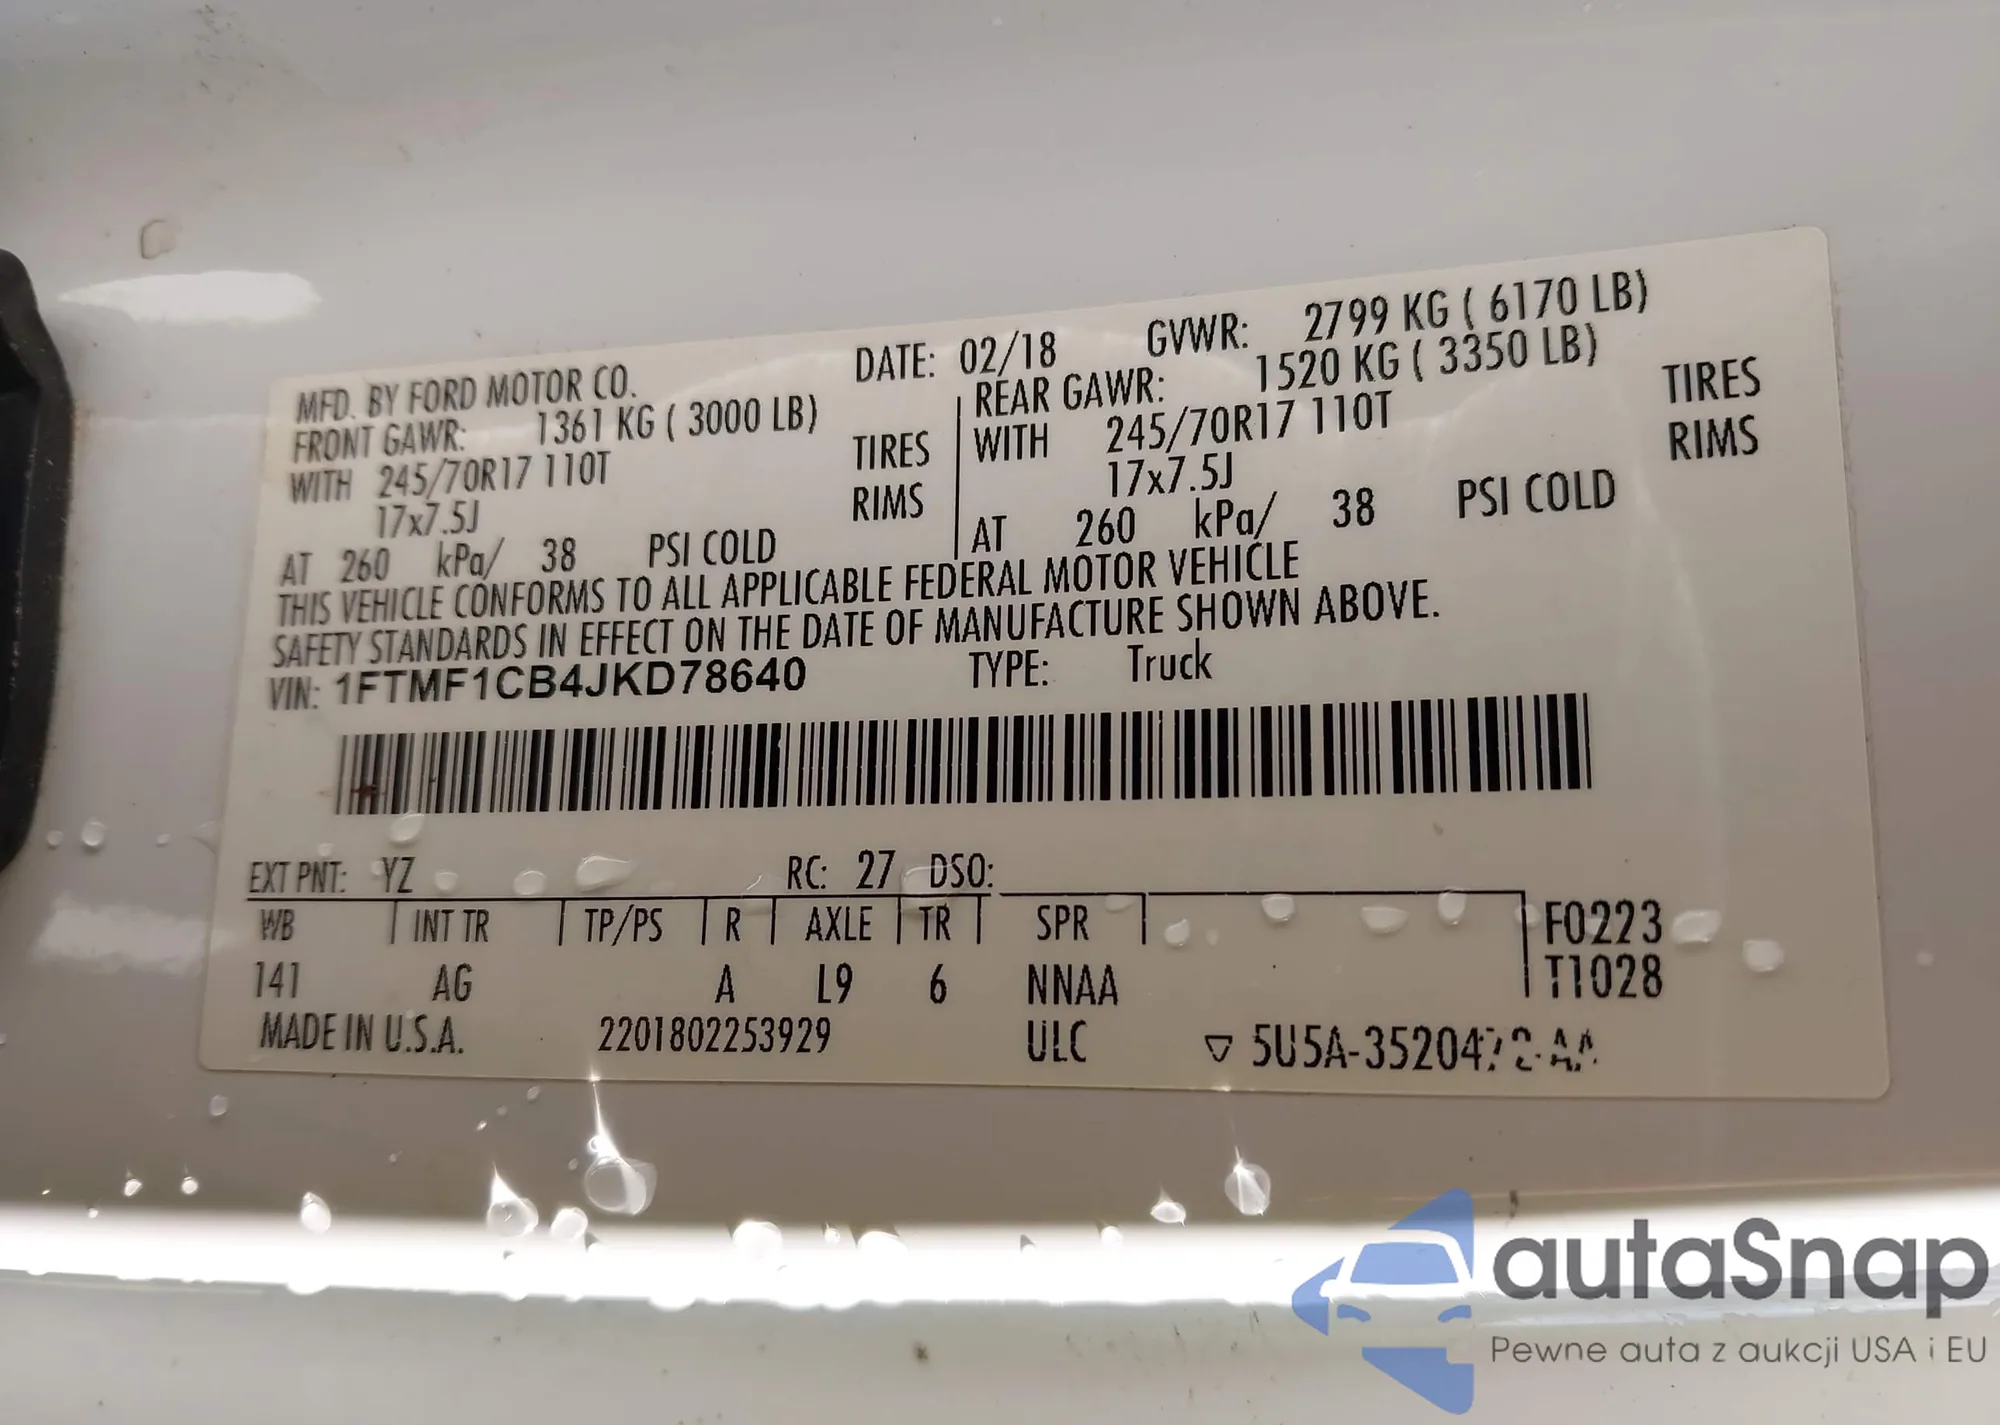 MFD. BY FORD MOTOR CO. DATE: 02/18 GVWR: 2799 KG ( 6170 LB)
FRONT GAWR: 1361 KG ( 3000 LB) REAR GAWR: 1520 KG ( 3350 LB)
WITH 245/70R17 110T TIRES WITH 245/70R17 110T TIRES
17x7.5J RIMS 17x7.5J RIMS
AT 260 kPa/ 38 PSI COLD AT 260 kPa/ 38 PSI COLD
THIS VEHICLE CONFORMS TO ALL APPLICABLE FEDERAL MOTOR VEHICLE
SAFETY STANDARDS IN EFFECT ON THE DATE OF MANUFACTURE SHOWN ABOVE.
VIN: 1FTMF1CB4JKD78640 TYPE: Truck
EXT PNT: YZ RC: 27 DSO:
WB INT TR TP/PS R AXLE TR SPR F0223
141 AG A L9 6 NNAA T1028
MADE IN U.S.A. 2201802253929 ULC
autaSnap
Pewne auta z aukcji USA i EU